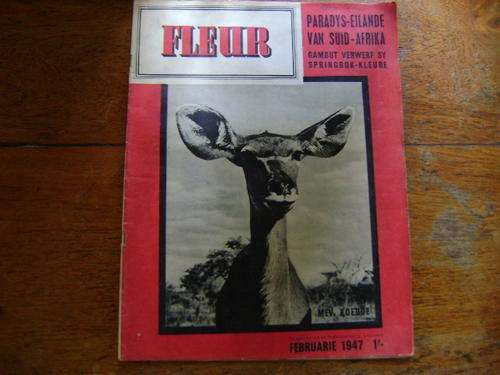 FLEUR
PARADYS-EILANDE
VAN SUID-AFRIKA
GAMBUT VERWERF SY
SPRINGBOK-KLEURE
MEV. KOEDOE
FEBRUARIE 1947 1/-